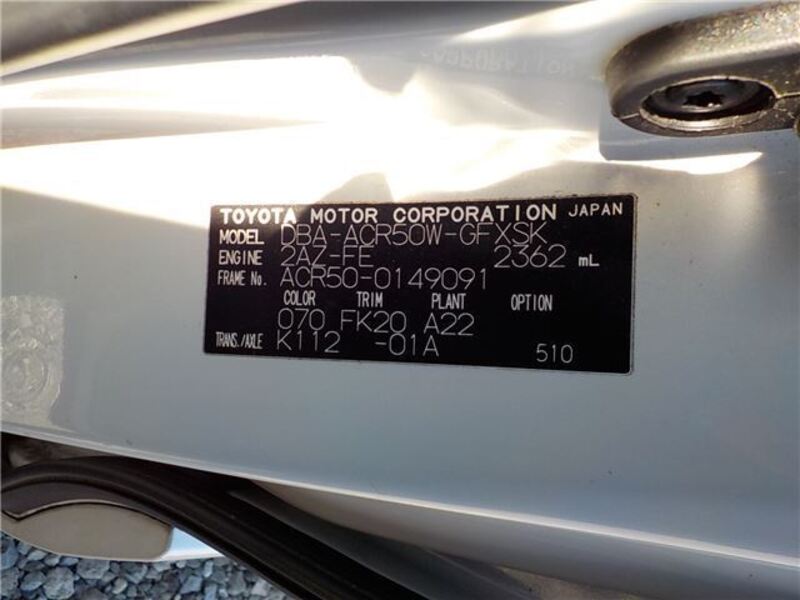 TOYOTA MOTOR CORPORATION JAPAN
MODEL DBA-ACR50W-GFXSK
ENGINE 2AZ-FE 2362 mL
FRAME No. ACR50-0149091
COLOR TRIM PLANT OPTION
070 FK20 A22
TRANS./AXLE K112 -01A 510